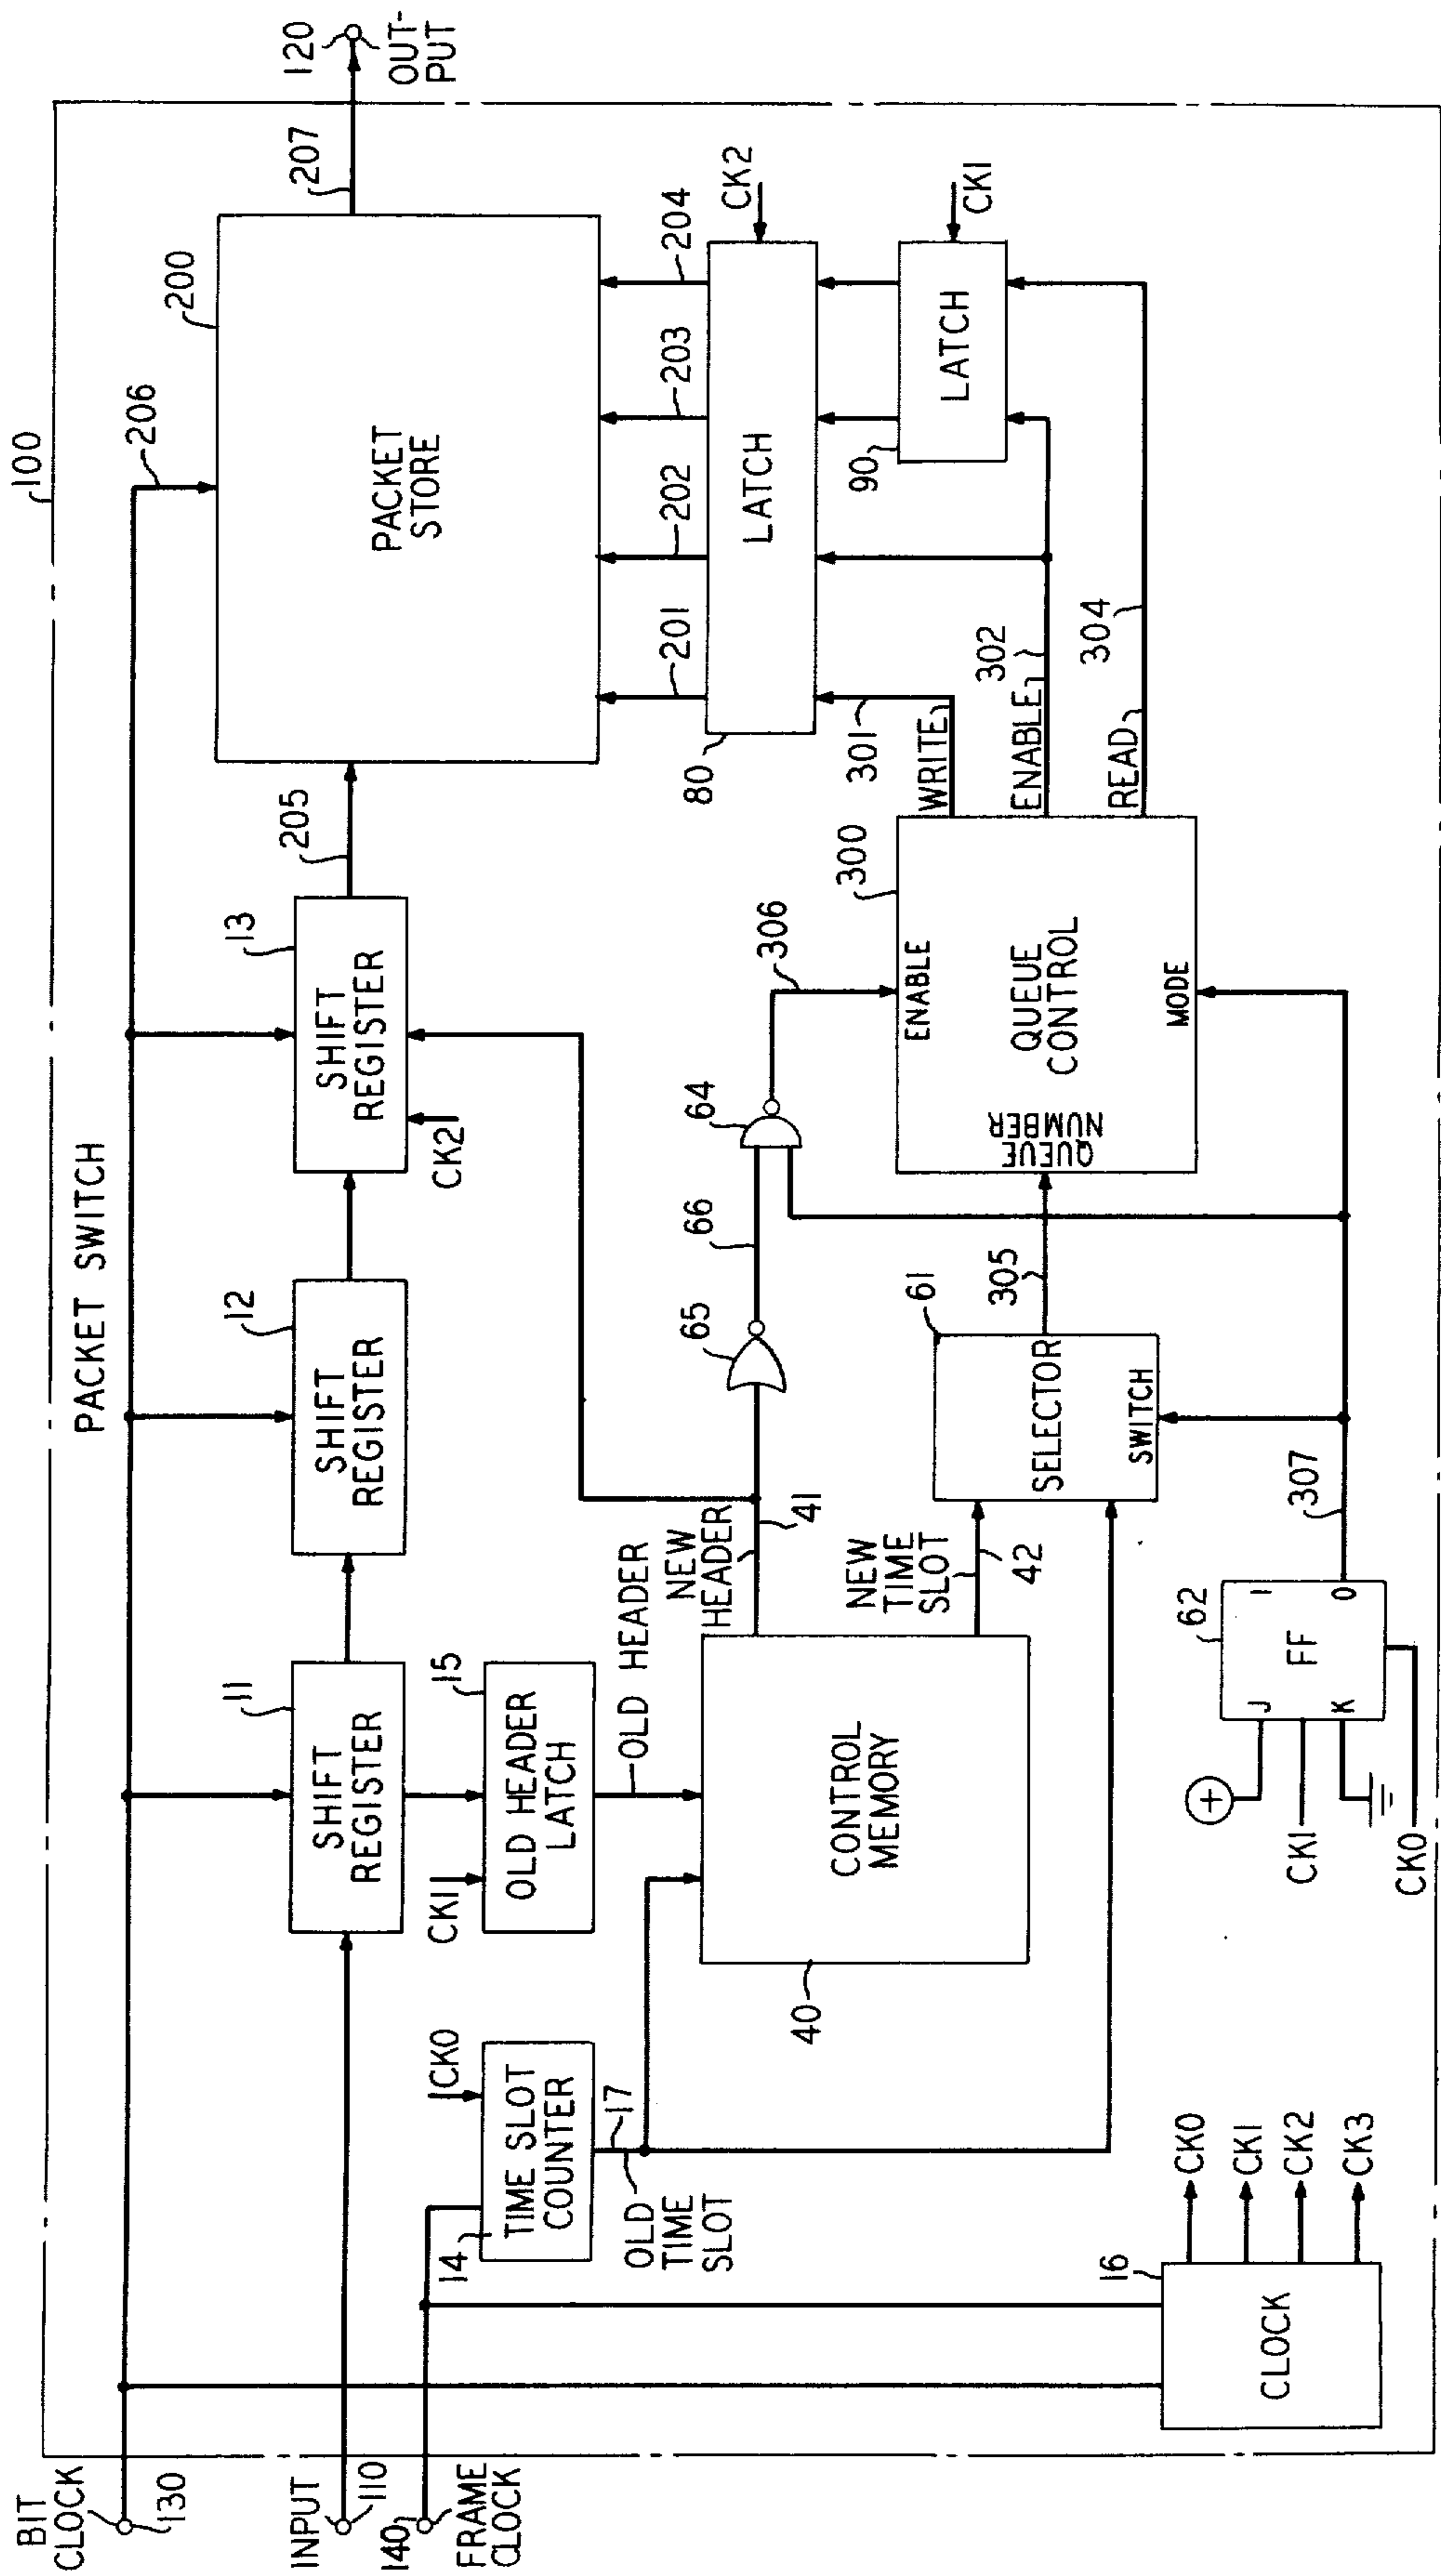 PACKET SWITCH
100
BIT
CLOCK
130
INPUT
110
140
FRAME
CLOCK
SHIFT
REGISTER
11
SHIFT
REGISTER
12
SHIFT
REGISTER
13
CK2
205
206
PACKET
STORE
200
207
120
OUT-
PUT
14
TIME SLOT
COUNTER
CK0
17
OLD
TIME
SLOT
CK1
OLD HEADER
LATCH
15
OLD HEADER
CONTROL
MEMORY
40
NEW
HEADER
41
NEW
TIME
SLOT
42
65
66
64
306
SELECTOR
SWITCH
61
305
QUEUE
NUMBER
ENABLE
QUEUE
CONTROL
MODE
300
WRITE
301
ENABLE
302
READ
304
201
202
203
204
LATCH
80
CK2
LATCH
90
CK1
CLOCK
16
CK0
CK1
CK2
CK3
+
CK1
CK0
J
K
FF
1
0
62
307